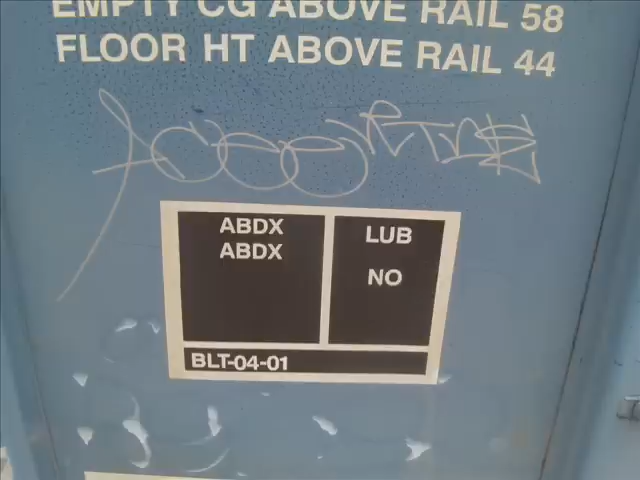 EMPTY CG ABOVE RAIL 58
FLOOR HT ABOVE RAIL 44
ABDX
ABDX
LUB
NO
BLT-04-01